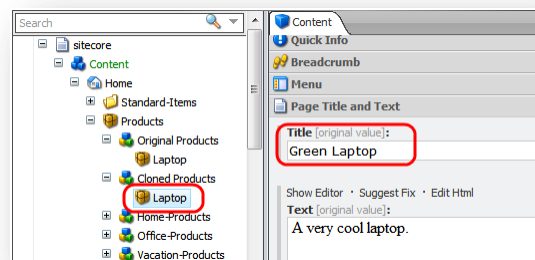 Search
sitecore
Content
Home
Standard-Items
Products
Original Products
Laptop
Cloned Products
Laptop
Home-Products
Office-Products
Vacation-Products
Content
Quick Info
Breadcrumb
Menu
Page Title and Text
Title [original value]:
Green Laptop
Show Editor · Suggest Fix · Edit Html
Text [original value]:
A very cool laptop.